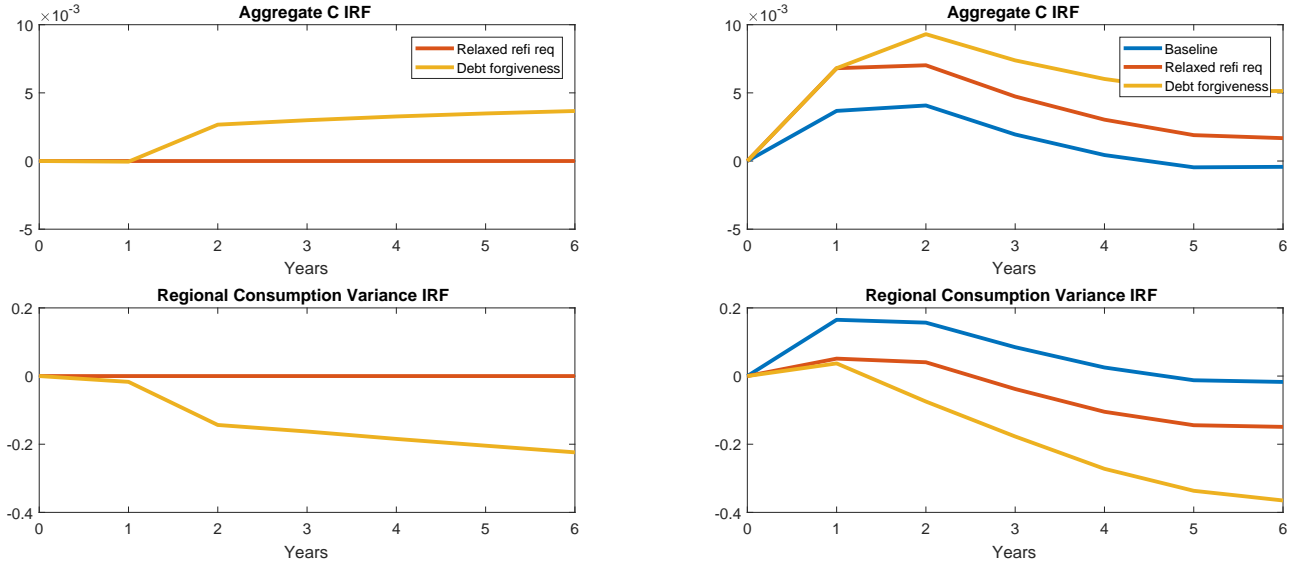 Aggregate C IRF
×10⁻³
10
5
0
-5
0 1 2 3 4 5 6
Years
Relaxed refi req
Debt forgiveness
Regional Consumption Variance IRF
0.2
0
-0.2
-0.4
0 1 2 3 4 5 6
Years
Aggregate C IRF
×10⁻³
10
5
0
-5
0 1 2 3 4 5 6
Years
Baseline
Relaxed refi req
Debt forgiveness
Regional Consumption Variance IRF
0.2
0
-0.2
-0.4
0 1 2 3 4 5 6
Years